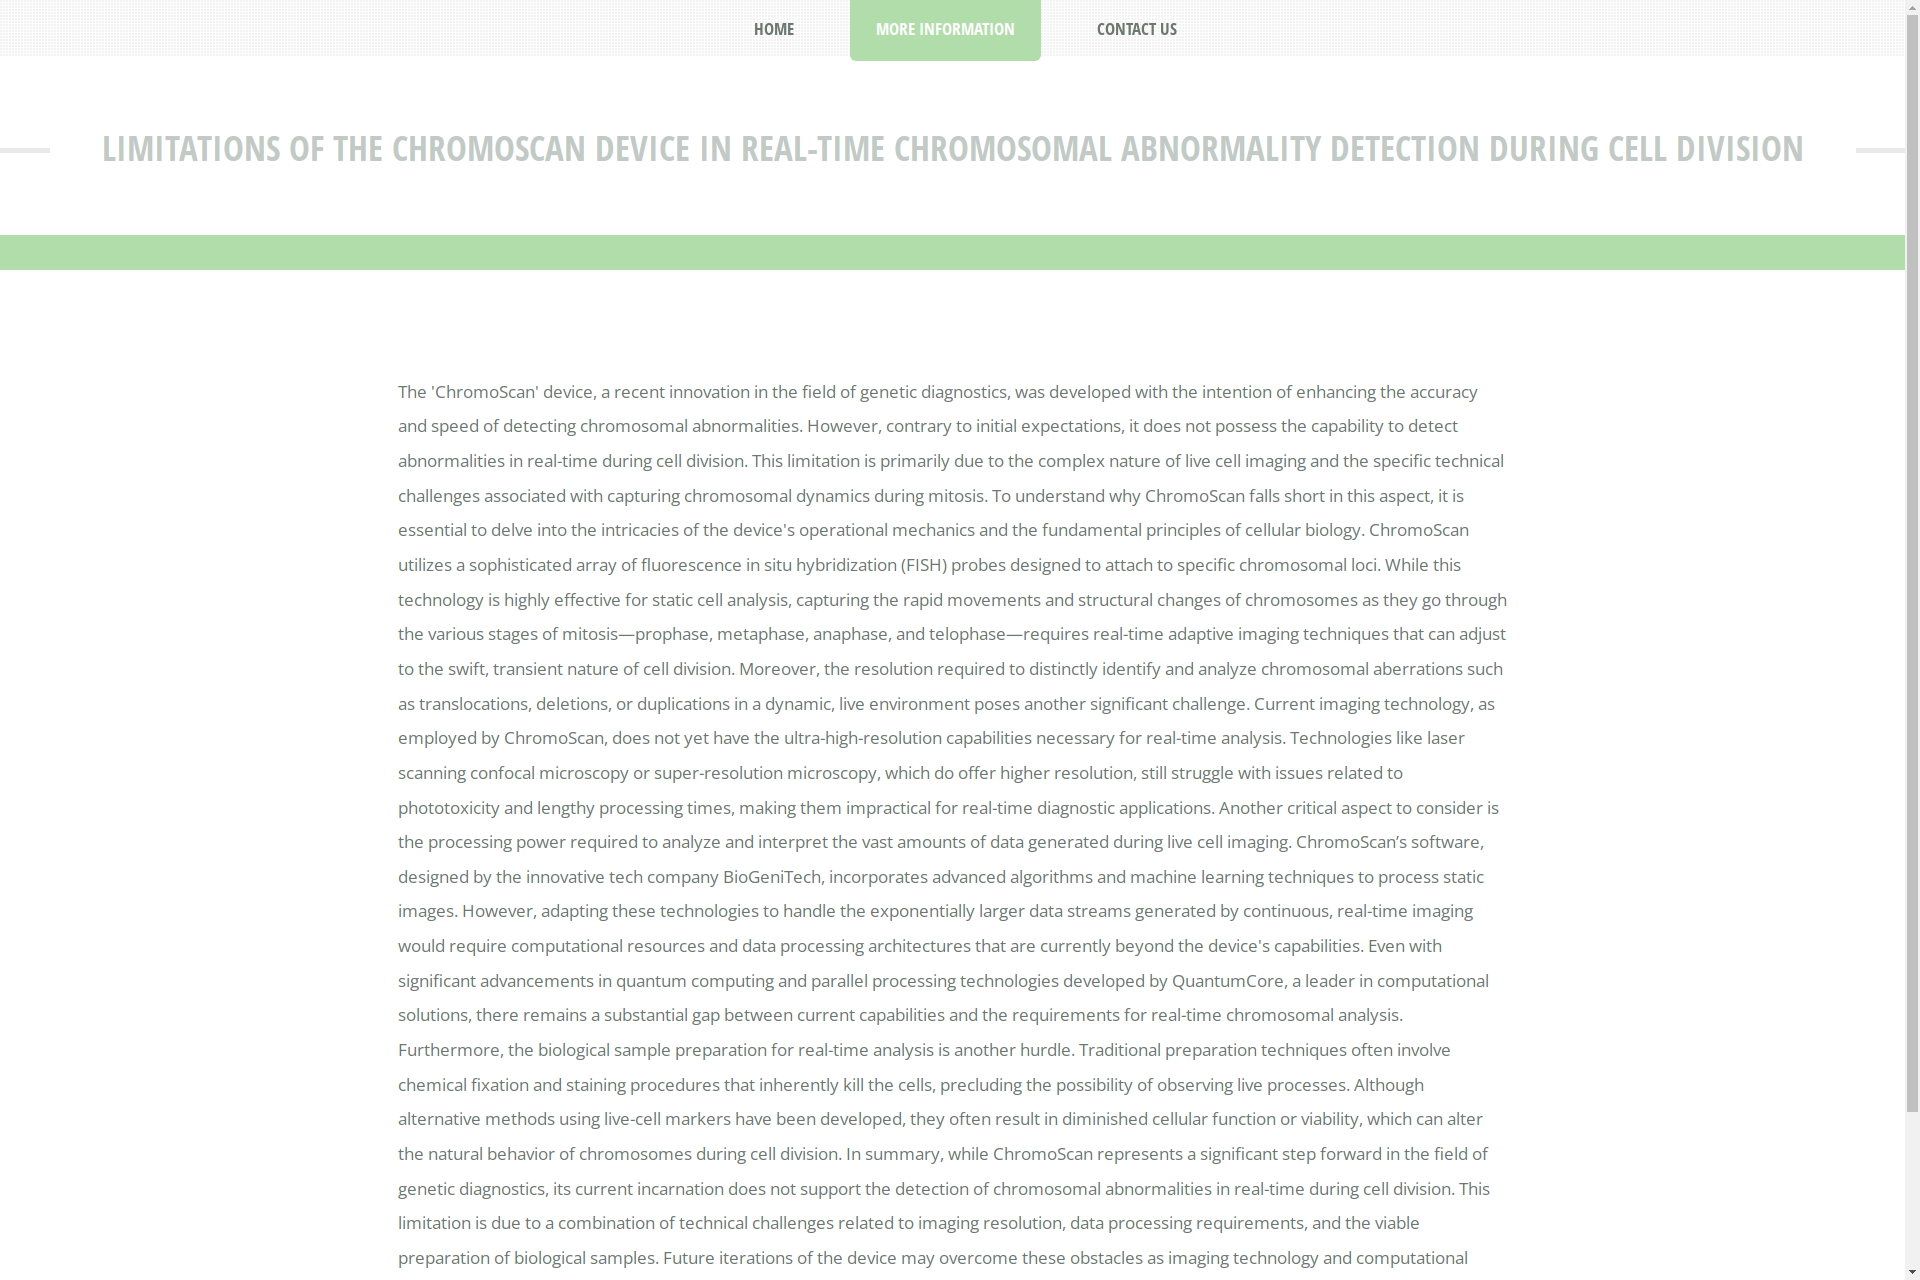 HOME
MORE INFORMATION
CONTACT US
LIMITATIONS OF THE CHROMOSCAN DEVICE IN REAL-TIME CHROMOSOMAL ABNORMALITY DETECTION DURING CELL DIVISION
The 'ChromoScan' device, a recent innovation in the field of genetic diagnostics, was developed with the intention of enhancing the accuracy
and speed of detecting chromosomal abnormalities. However, contrary to initial expectations, it does not possess the capability to detect
abnormalities in real-time during cell division. This limitation is primarily due to the complex nature of live cell imaging and the specific technical
challenges associated with capturing chromosomal dynamics during mitosis. To understand why ChromoScan falls short in this aspect, it is
essential to delve into the intricacies of the device's operational mechanics and the fundamental principles of cellular biology. ChromoScan
utilizes a sophisticated array of fluorescence in situ hybridization (FISH) probes designed to attach to specific chromosomal loci. While this
technology is highly effective for static cell analysis, capturing the rapid movements and structural changes of chromosomes as they go through
the various stages of mitosis—prophase, metaphase, anaphase, and telophase—requires real-time adaptive imaging techniques that can adjust
to the swift, transient nature of cell division. Moreover, the resolution required to distinctly identify and analyze chromosomal aberrations such
as translocations, deletions, or duplications in a dynamic, live environment poses another significant challenge. Current imaging technology, as
employed by ChromoScan, does not yet have the ultra-high-resolution capabilities necessary for real-time analysis. Technologies like laser
scanning confocal microscopy or super-resolution microscopy, which do offer higher resolution, still struggle with issues related to
phototoxicity and lengthy processing times, making them impractical for real-time diagnostic applications. Another critical aspect to consider is
the processing power required to analyze and interpret the vast amounts of data generated during live cell imaging. ChromoScan’s software,
designed by the innovative tech company BioGeniTech, incorporates advanced algorithms and machine learning techniques to process static
images. However, adapting these technologies to handle the exponentially larger data streams generated by continuous, real-time imaging
would require computational resources and data processing architectures that are currently beyond the device's capabilities. Even with
significant advancements in quantum computing and parallel processing technologies developed by QuantumCore, a leader in computational
solutions, there remains a substantial gap between current capabilities and the requirements for real-time chromosomal analysis.
Furthermore, the biological sample preparation for real-time analysis is another hurdle. Traditional preparation techniques often involve
chemical fixation and staining procedures that inherently kill the cells, precluding the possibility of observing live processes. Although
alternative methods using live-cell markers have been developed, they often result in diminished cellular function or viability, which can alter
the natural behavior of chromosomes during cell division. In summary, while ChromoScan represents a significant step forward in the field of
genetic diagnostics, its current incarnation does not support the detection of chromosomal abnormalities in real-time during cell division. This
limitation is due to a combination of technical challenges related to imaging resolution, data processing requirements, and the viable
preparation of biological samples. Future iterations of the device may overcome these obstacles as imaging technology and computational